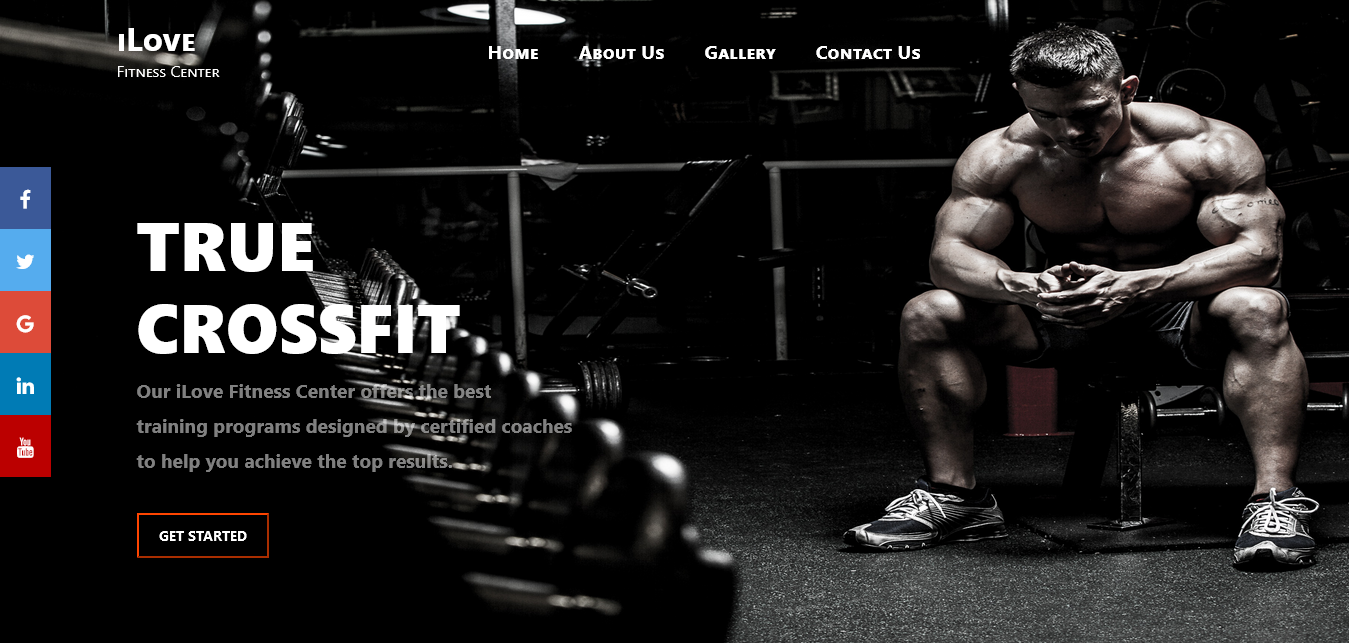 iLove
Fitness Center
Home
About Us
Gallery
Contact Us
TRUE
CROSSFIT
Our iLove Fitness Center offers the best
training programs designed by certified coaches
to help you achieve the top results.
GET STARTED
f
G
in
You
Tube